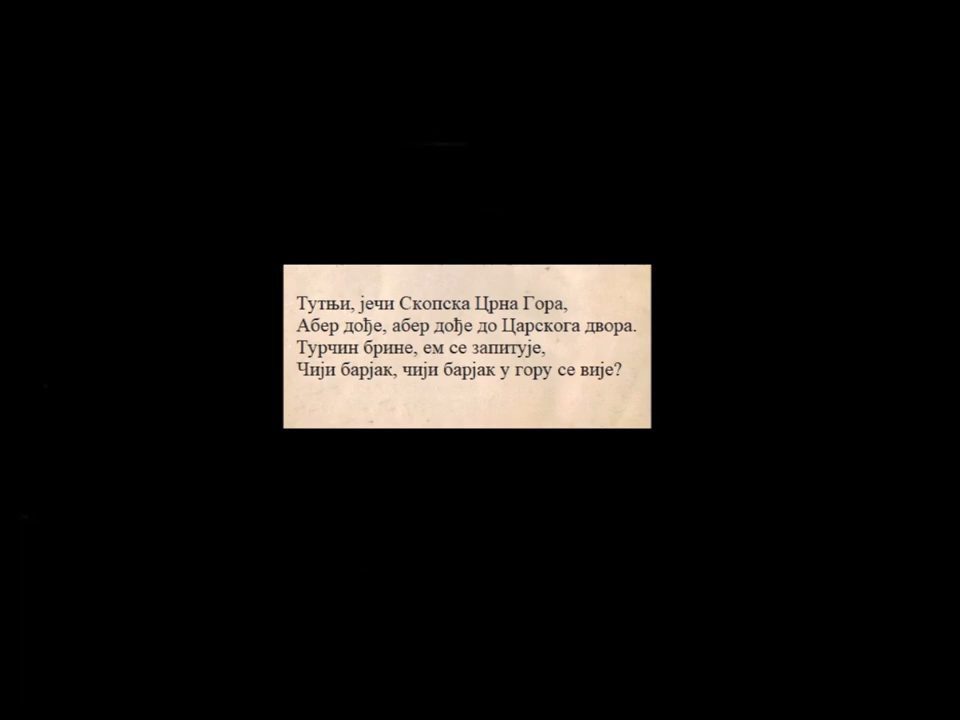 Тутњи, јечи Скопска Црна Гора,
Абер дође, абер дође до Царскога двора.
Турчин брине, ем се запитује,
Чији барјак, чији барјак у гору се вије?